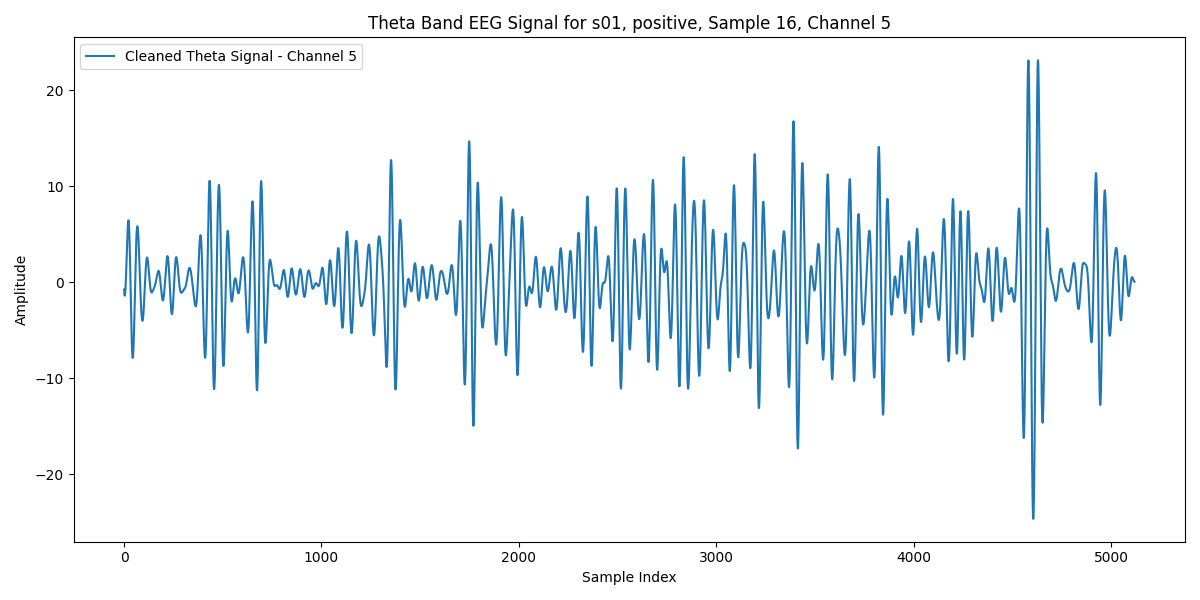 Theta Band EEG Signal for s01, positive, Sample 16, Channel 5
Cleaned Theta Signal - Channel 5
Amplitude
20
10
0
−10
−20
0 1000 2000 3000 4000 5000
Sample Index